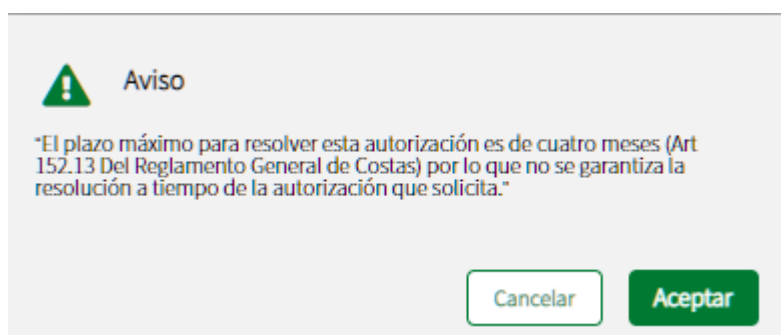 Aviso
"El plazo máximo para resolver esta autorización es de cuatro meses (Art
152.13 Del Reglamento General de Costas) por lo que no se garantiza la
resolución a tiempo de la autorización que solicita."
Cancelar
Aceptar